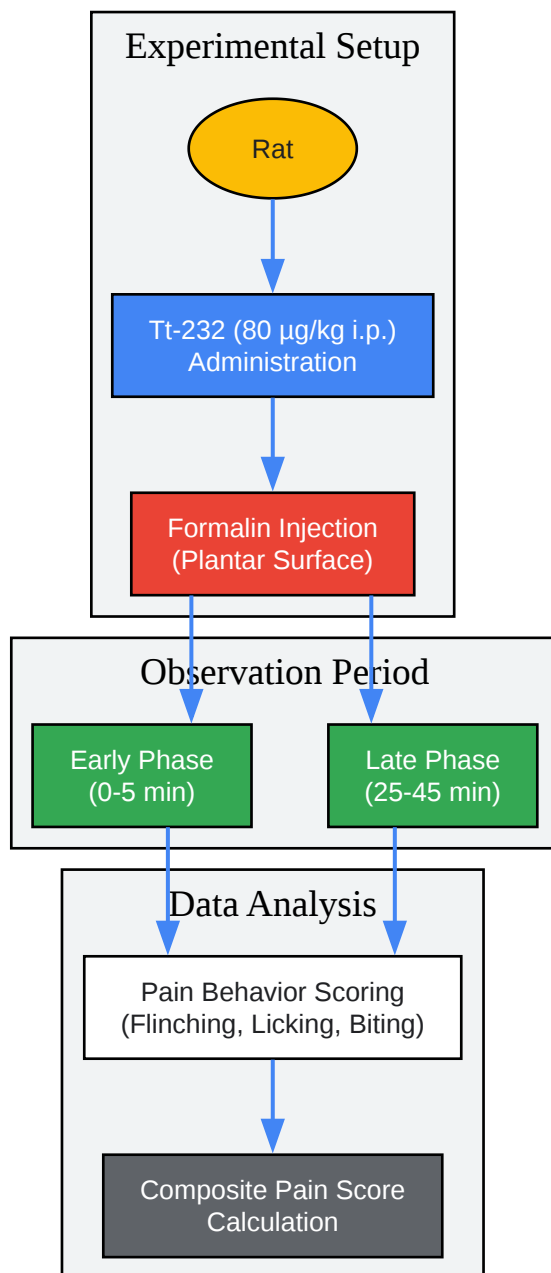 Experimental Setup
Rat
Tt-232 (80 µg/kg i.p.)
Administration
Formalin Injection
(Plantar Surface)
Observation Period
Early Phase
(0-5 min)
Late Phase
(25-45 min)
Data Analysis
Pain Behavior Scoring
(Flinching, Licking, Biting)
Composite Pain Score
Calculation